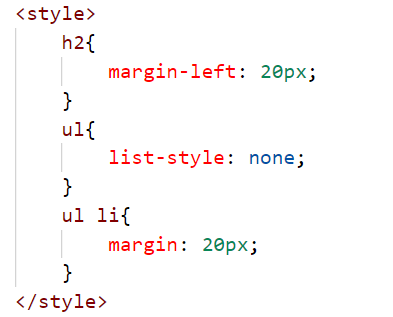 <style>
h2{
margin-left: 20px;
}
ul{
list-style: none;
}
ul li{
margin: 20px;
}
</style>